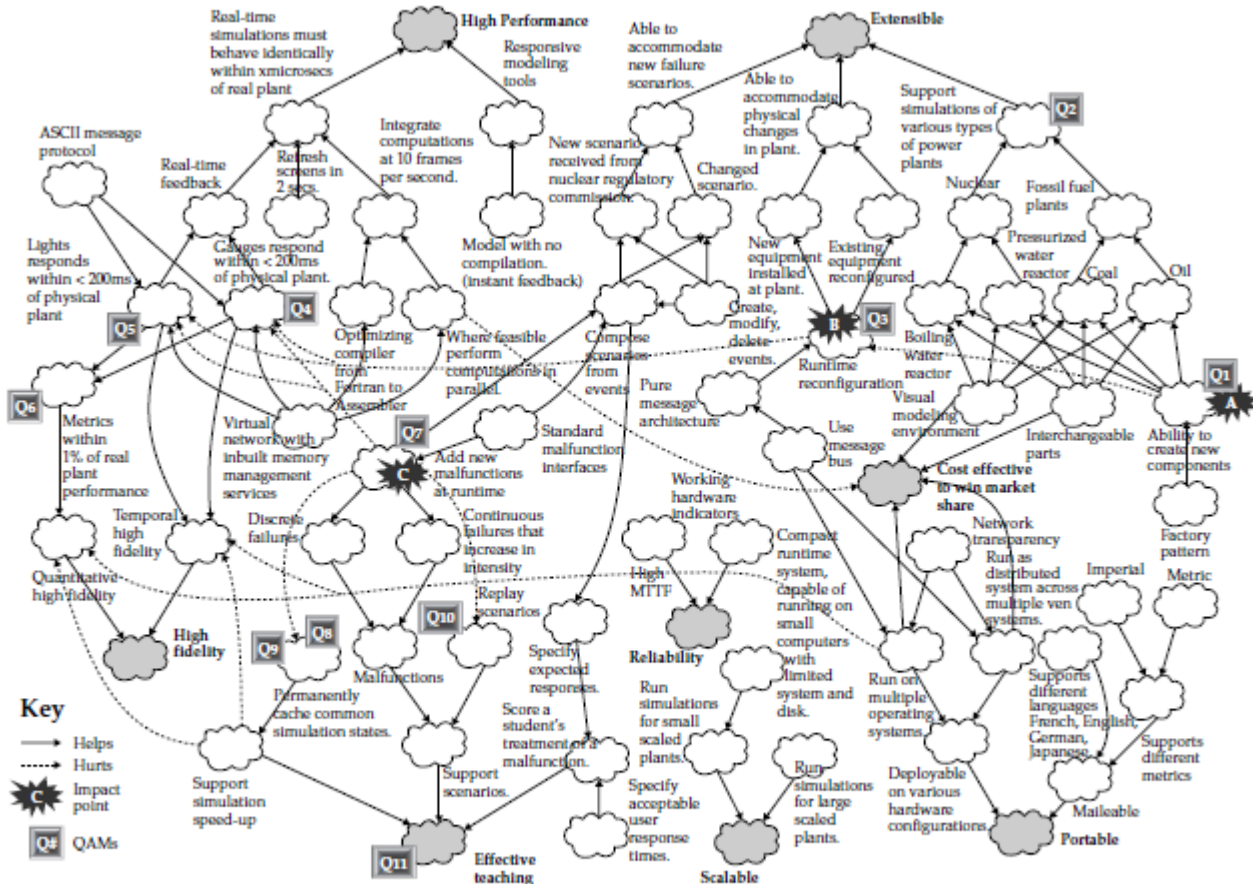 Real-time
simulations must
behave identically
within xmicrosecs
of real plant
High Performance
Responsive
modeling
tools
Able to
accommodate
new failure
scenarios.
Extensible
Able to
accommodate
physical
changes
in plant.
Support
simulations of
various types
of power
plants
Q2
ASCII message
protocol
Real-time
feedback
Refresh
screens in
2 secs.
Integrate
computations
at 10 frames
per second.
New scenario
received from
nuclear regulatory
commission.
Changed
scenario.
Nuclear
Fossil fuel
plants
Lights
responds
within < 200ms
of physical
plant
Gauges respond
within < 200ms
of physical plant.
Model with no
compilation.
(instant feedback)
New
equipment
installed
at plant.
Existing
equipment
reconfigured
Pressurized
water
reactor
Coal
Oil
Q5
Q4
Optimizing
compiler
from
Fortran to
Assembler
Where feasible
perform
computations in
parallel.
Compose
scenarios
from
events
Create,
modify,
delete
events.
B
Q3
Runtime
reconfiguration
Boiling
water
reactor
Q6
Metrics
within
1% of real
plant
performance
Virtual
network with
inbuilt memory
management
services
Q7
C
Add new
malfunctions
at runtime
Standard
malfunction
interfaces
Pure
message
architecture
Use
message
bus
Visual
modeling
environment
Interchangeable
parts
Q1
A
Ability to
create new
components
Cost effective
to win market
share
Factory
pattern
Temporal
high
fidelity
Quantitative
high fidelity
Discrete
failures
Continuous
failures that
increase in
intensity
Working
hardware
indicators
High
MTTF
Reliability
Compact
runtime
system,
capable of
running on
small
computers
with
limited
system and
disk.
Network
transparency
Run as
distributed
system across
multiple ven
systems.
Imperial
Metric
High
fidelity
Q9
Q8
Q10
Replay
scenarios
Malfunctions
Specify
expected
responses.
Permanently
cache common
simulation states.
Run
simulations
for small
scaled
plants.
Run on
multiple
operating
systems.
Supports
different
languages
French, English,
German,
Japanese
Supports
different
metrics
Key
Helps
Hurts
C
Impact
point
Q#
QAMs
Support
simulation
speed-up
Support
scenarios.
Score a
student's
treatment of a
malfunction.
Specify
acceptable
user
response
times.
Run
simulations
for large
scaled
plants.
Deployable
on various
hardware
configurations
Maileable
Q11
Effective
teaching
Scalable
Portable